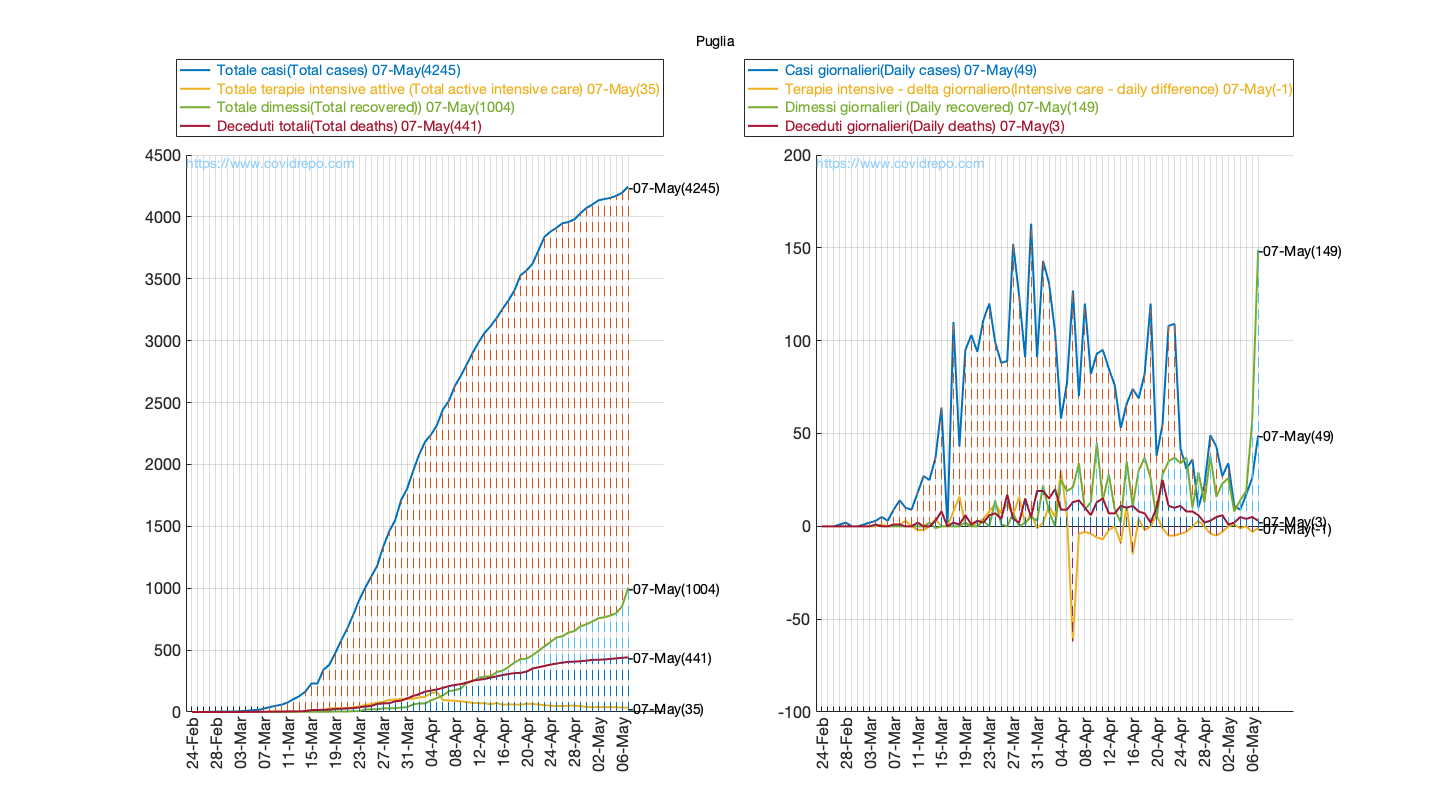 Puglia
Totale casi(Total cases) 07-May(4245)
Totale terapie intensive attive (Total active intensive care) 07-May(35)
Totale dimessi(Total recovered)) 07-May(1004)
Deceduti totali(Total deaths) 07-May(441)
https://www.covidrepo.com
4500
4000
3500
3000
2500
2000
1500
1000
500
0
07-May(4245)
07-May(1004)
07-May(441)
07-May(35)
24-Feb
28-Feb
03-Mar
07-Mar
11-Mar
15-Mar
19-Mar
23-Mar
27-Mar
31-Mar
04-Apr
08-Apr
12-Apr
16-Apr
20-Apr
24-Apr
28-Apr
02-May
06-May
Casi giornalieri(Daily cases) 07-May(49)
Terapie intensive - delta giornaliero(Intensive care - daily difference) 07-May(-1)
Dimessi giornalieri (Daily recovered) 07-May(149)
Deceduti giornalieri(Daily deaths) 07-May(3)
https://www.covidrepo.com
200
150
100
50
0
-50
-100
07-May(149)
07-May(49)
07-May(3)
07-May(-1)
24-Feb
28-Feb
03-Mar
07-Mar
11-Mar
15-Mar
19-Mar
23-Mar
27-Mar
31-Mar
04-Apr
08-Apr
12-Apr
16-Apr
20-Apr
24-Apr
28-Apr
02-May
06-May